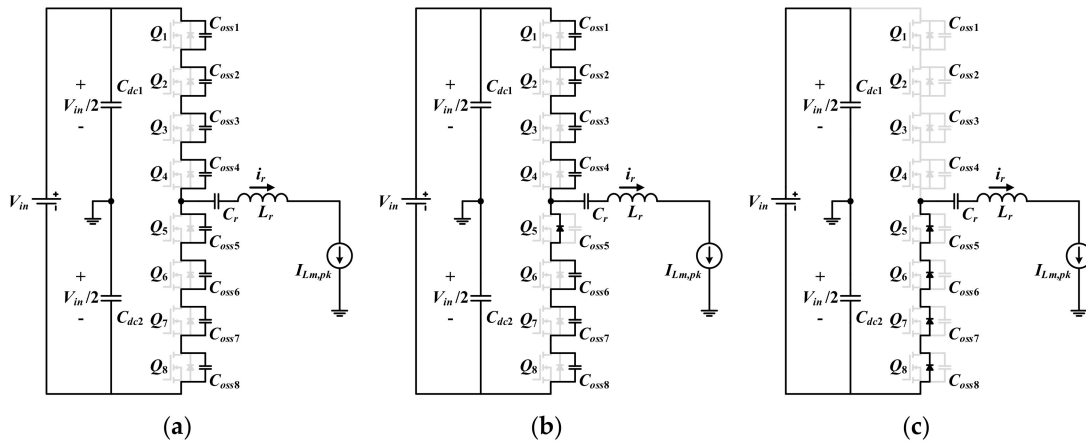 Q1
Coss1
Q2
Coss2
Q3
Coss3
Q4
Coss4
+
Vin/2
-
Cdc1
Vin
+
-
ir
Cr
Lr
Q5
Coss5
Q6
Coss6
Q7
Coss7
Q8
Coss8
+
Vin/2
-
Cdc2
ILm,pk
(a)
Q1
Coss1
Q2
Coss2
Q3
Coss3
Q4
Coss4
+
Vin/2
-
Cdc1
Vin
+
-
ir
Cr
Lr
Q5
Coss5
Q6
Coss6
Q7
Coss7
Q8
Coss8
+
Vin/2
-
Cdc2
ILm,pk
(b)
Q1
Coss1
Q2
Coss2
Q3
Coss3
Q4
Coss4
+
Vin/2
-
Cdc1
Vin
+
-
ir
Cr
Lr
Q5
Coss5
Q6
Coss6
Q7
Coss7
Q8
Coss8
+
Vin/2
-
Cdc2
ILm,pk
(c)